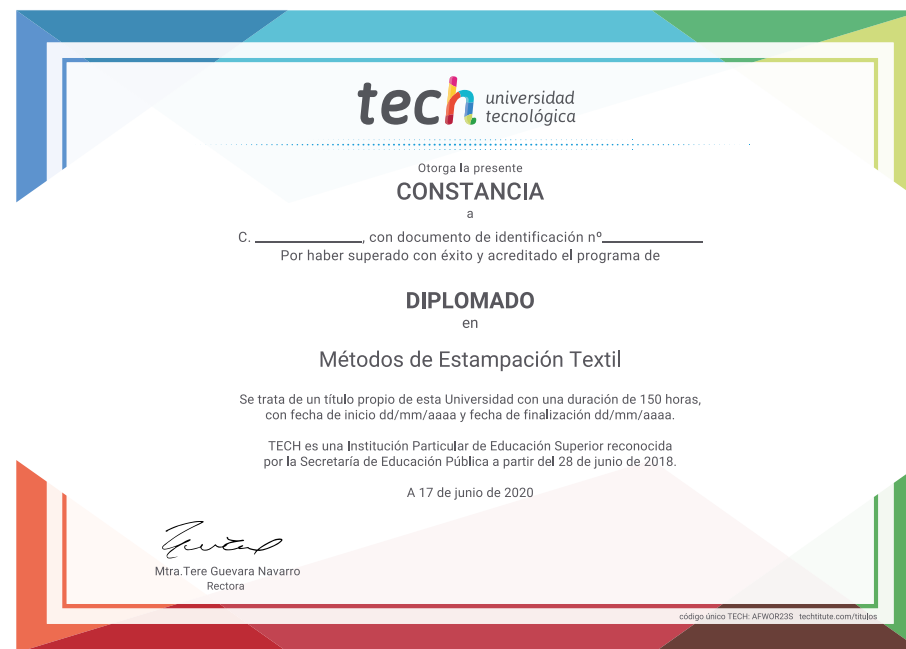 tech universidad
tecnológica
Otorga la presente
CONSTANCIA
a
C. ____________, con documento de identificación nº____________
Por haber superado con éxito y acreditado el programa de
DIPLOMADO
en
Métodos de Estampación Textil
Se trata de un título propio de esta Universidad con una duración de 150 horas,
con fecha de inicio dd/mm/aaaa y fecha de finalización dd/mm/aaaa.
TECH es una Institución Particular de Educación Superior reconocida
por la Secretaría de Educación Pública a partir del 28 de junio de 2018.
A 17 de junio de 2020
Mtra.Tere Guevara Navarro
Rectora
código único TECH: AFWOR23S techtitute.com/titulos